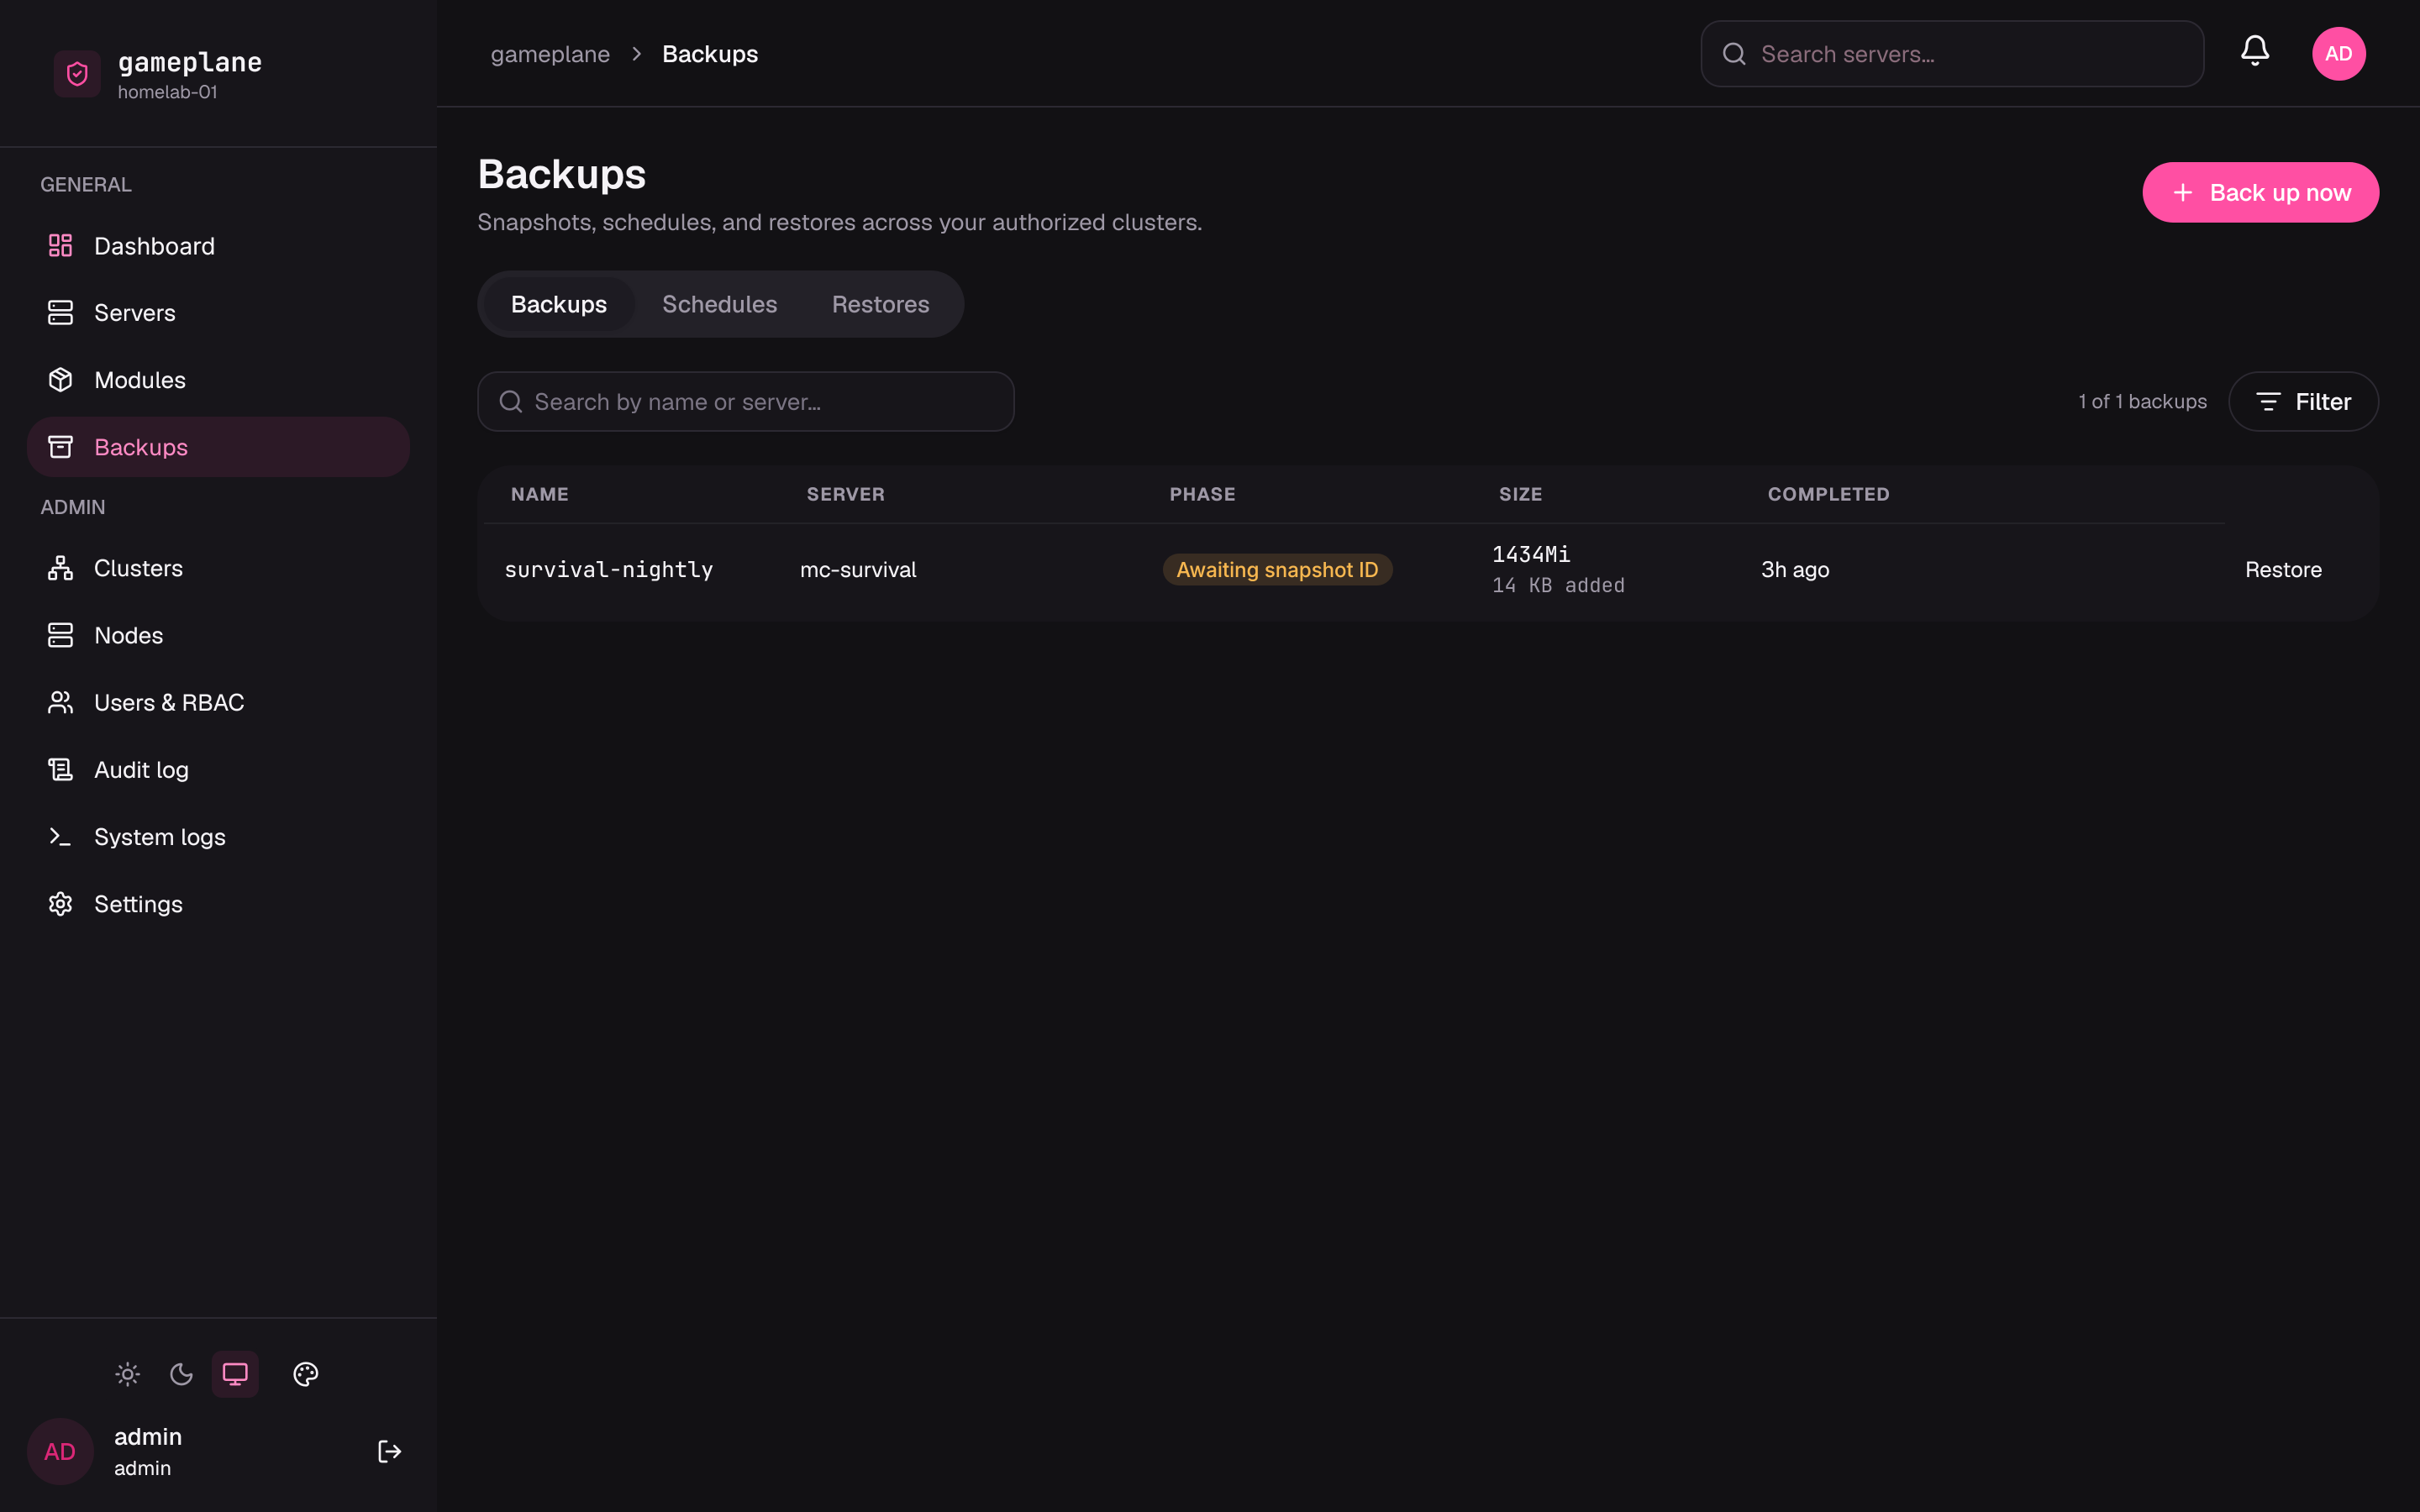 gameplane
homelab-01
GENERAL
Dashboard
Servers
Modules
Backups
ADMIN
Clusters
Nodes
Users & RBAC
Audit log
System logs
Settings
AD
admin
admin
gameplane > Backups
Search servers...
AD
Backups
Snapshots, schedules, and restores across your authorized clusters.
Back up now
Backups Schedules Restores
Search by name or server...
1 of 1 backups
Filter
NAME SERVER PHASE SIZE COMPLETED
survival-nightly mc-survival Awaiting snapshot ID 1434Mi 3h ago Restore
14 KB added